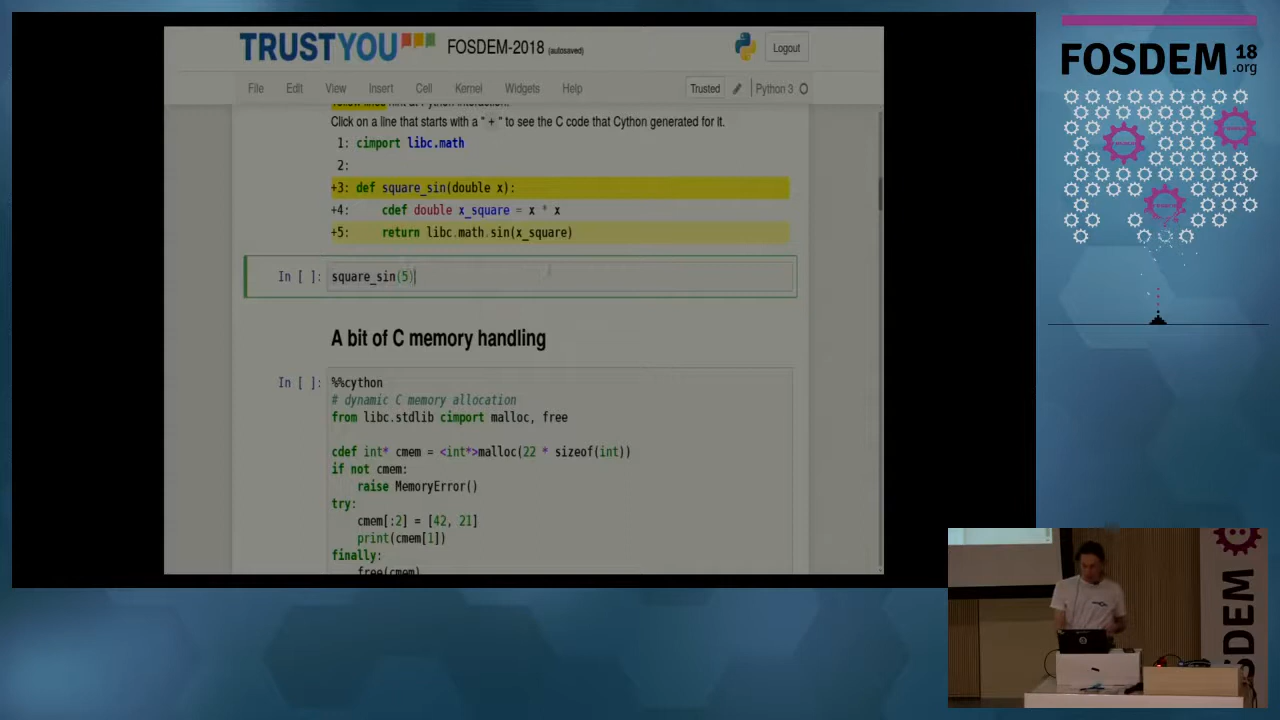 TRUSTYOU FOSDEM-2018 (autosaved)
Logout
File Edit View Insert Cell Kernel Widgets Help
Trusted Python 3
Click on a line that starts with a "+" to see the C code that Cython generated for it.
1: cimport libc.math
2:
+3: def square_sin(double x):
+4: cdef double x_square = x * x
+5: return libc.math.sin(x_square)
In [ ]: square_sin(5)
A bit of C memory handling
In [ ]: %%cython
# dynamic C memory allocation
from libc.stdlib cimport malloc, free
cdef int* cmem = <int*>malloc(22 * sizeof(int))
if not cmem:
raise MemoryError()
try:
cmem[:2] = [42, 21]
print(cmem[1])
finally:
free(cmem)
FOSDEM 18
.org
FOSDEM